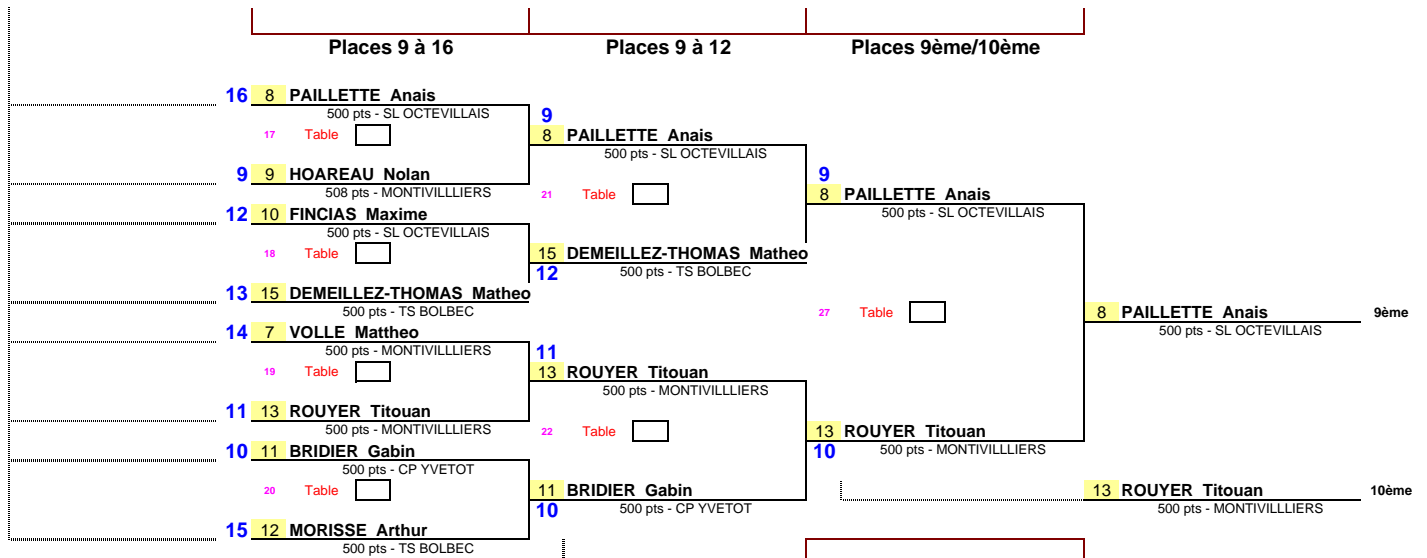 Places 9 à 16 Places 9 à 12 Places 9ème/10ème
16 8 PAILLETTE Anais
500 pts - SL OCTEVILLAIS
9
17 Table
8 PAILLETTE Anais
500 pts - SL OCTEVILLAIS
9 9 HOAREAU Nolan
508 pts - MONTIVILLLIERS
9
21 Table
8 PAILLETTE Anais
500 pts - SL OCTEVILLAIS
12 10 FINCIAS Maxime
500 pts - SL OCTEVILLAIS
18 Table
15 DEMEILLEZ-THOMAS Matheo
12 500 pts - TS BOLBEC
13 15 DEMEILLEZ-THOMAS Matheo
500 pts - TS BOLBEC
27 Table
8 PAILLETTE Anais 9ème
500 pts - SL OCTEVILLAIS
14 7 VOLLE Mattheo
500 pts - MONTIVILLLIERS
11
19 Table
13 ROUYER Titouan
500 pts - MONTIVILLLIERS
11 13 ROUYER Titouan
500 pts - MONTIVILLLIERS
22 Table
13 ROUYER Titouan
10 500 pts - MONTIVILLLIERS
10 11 BRIDIER Gabin
500 pts - CP YVETOT
20 Table
11 BRIDIER Gabin
10 500 pts - CP YVETOT
13 ROUYER Titouan 10ème
500 pts - MONTIVILLLIERS
15 12 MORISSE Arthur
500 pts - TS BOLBEC